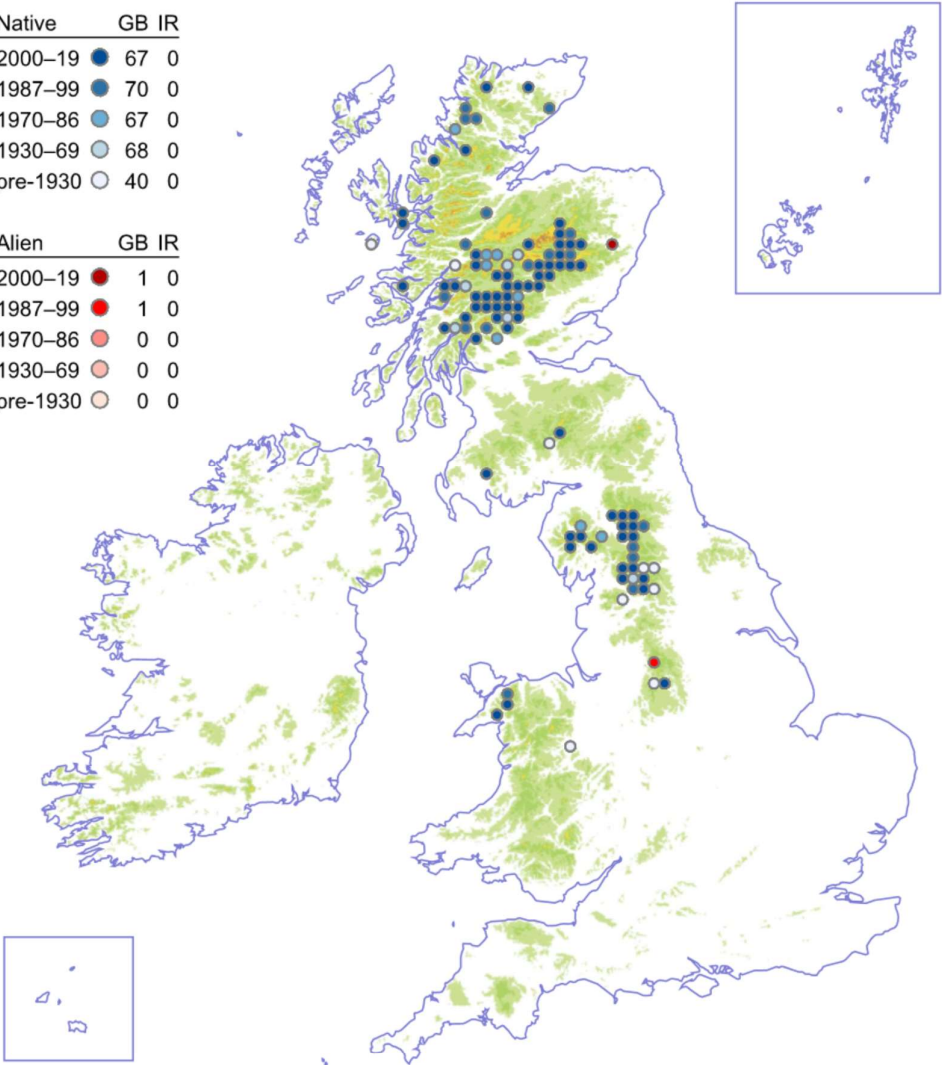 Native GB IR
2000–19 67 0
1987–99 70 0
1970–86 67 0
1930–69 68 0
pre-1930 40 0
Alien GB IR
2000–19 1 0
1987–99 1 0
1970–86 0 0
1930–69 0 0
pre-1930 0 0